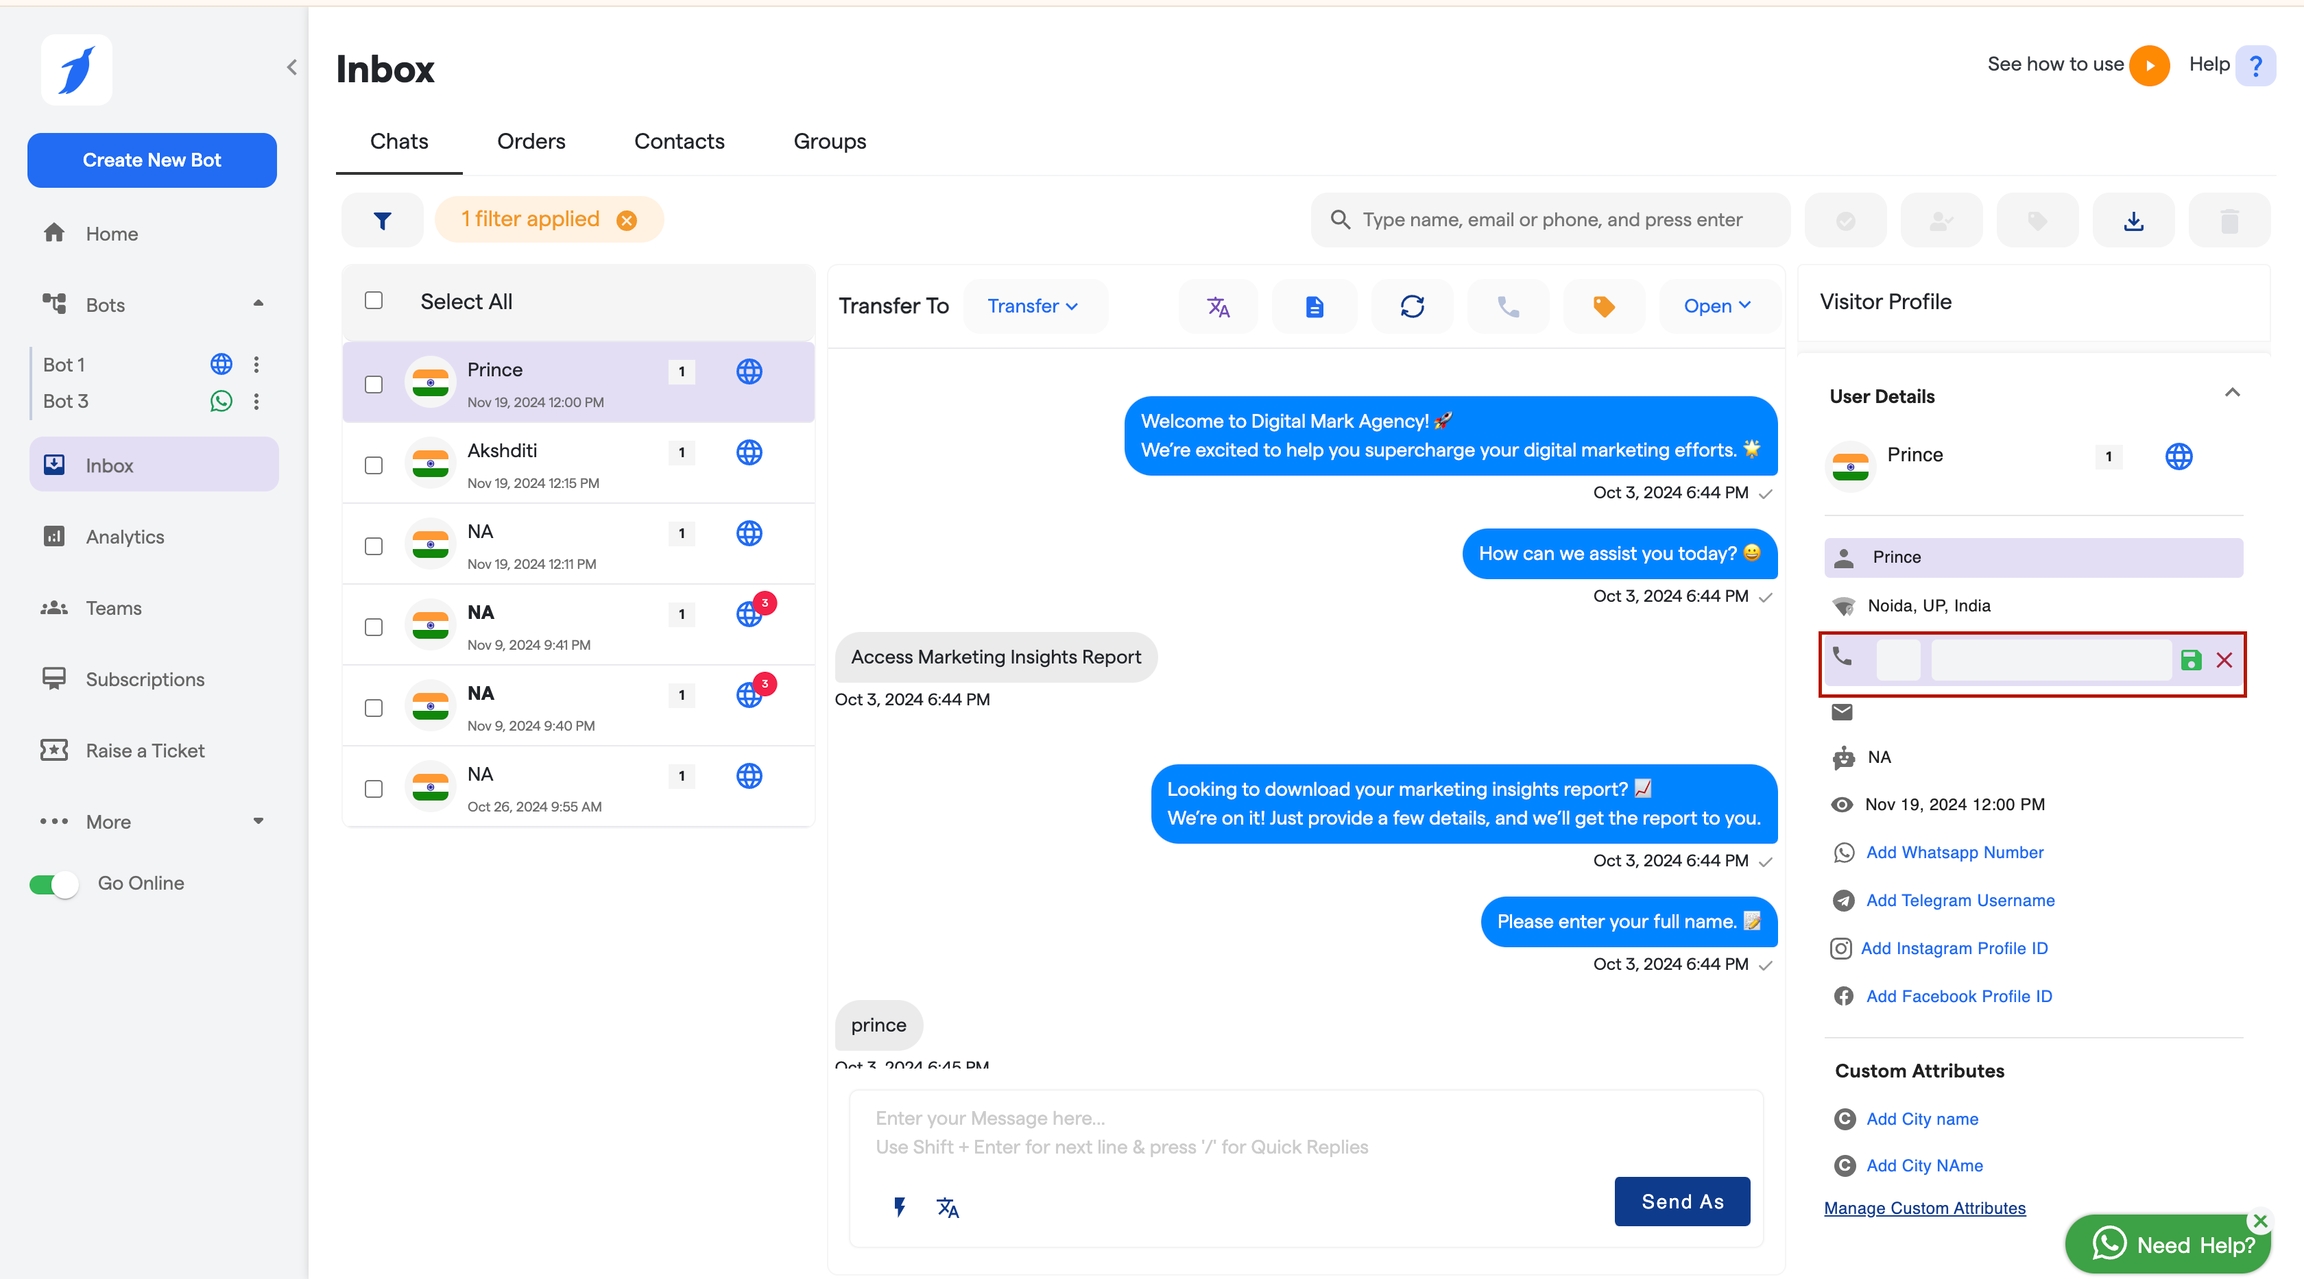 Inbox
See how to use
Help ?
Create New Bot
Chats
Orders
Contacts
Groups
1 filter applied
Type name, email or phone, and press enter
Home
Bots
Bot 1
Bot 3
Inbox
Analytics
Teams
Subscriptions
Raise a Ticket
More
Go Online
Select All
Prince 1
Nov 19, 2024 12:00 PM
Akshditi 1
Nov 19, 2024 12:15 PM
NA 1
Nov 19, 2024 12:11 PM
NA 1 3
Nov 9, 2024 9:41 PM
NA 1 3
Nov 9, 2024 9:40 PM
NA 1
Oct 26, 2024 9:55 AM
Transfer To
Transfer
Open
Welcome to Digital Mark Agency! 🚀
We're excited to help you supercharge your digital marketing efforts. 🌟
Oct 3, 2024 6:44 PM
How can we assist you today? 😀
Oct 3, 2024 6:44 PM
Access Marketing Insights Report
Oct 3, 2024 6:44 PM
Looking to download your marketing insights report? 📈
We're on it! Just provide a few details, and we'll get the report to you.
Oct 3, 2024 6:44 PM
Please enter your full name. 📝
Oct 3, 2024 6:44 PM
prince
Oct 3, 2024 6:45 PM
Enter your Message here...
Use Shift + Enter for next line & press '/' for Quick Replies
Send As
Visitor Profile
User Details
Prince 1
Prince
Noida, UP, India
NA
Nov 19, 2024 12:00 PM
Add Whatsapp Number
Add Telegram Username
Add Instagram Profile ID
Add Facebook Profile ID
Custom Attributes
C Add City name
C Add City NAme
Manage Custom Attributes
Need Help?